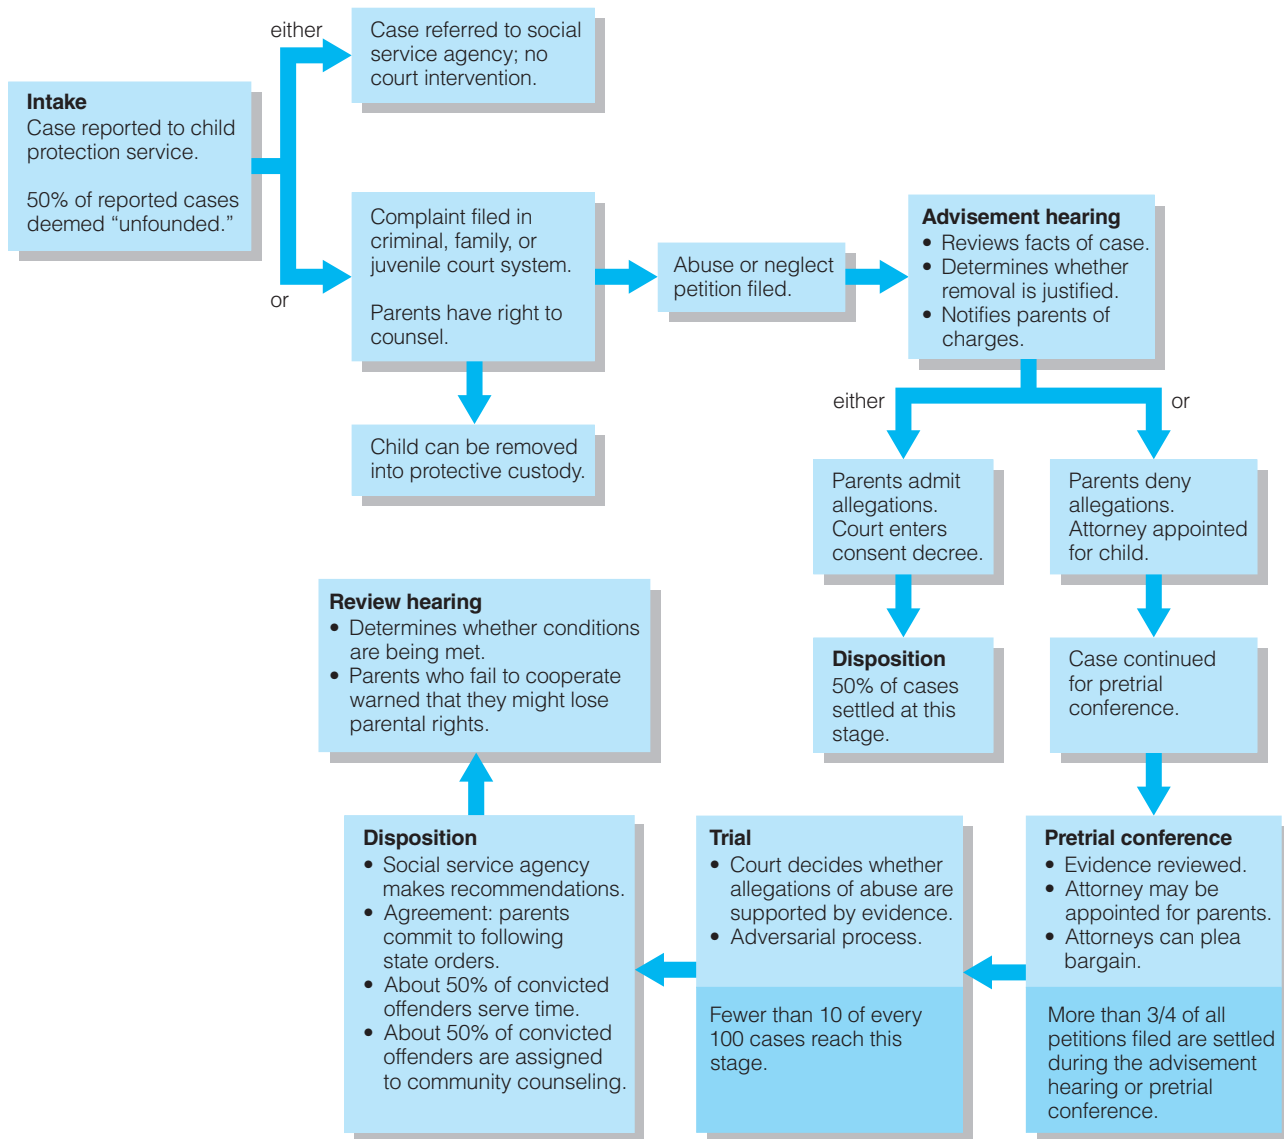 Intake
Case reported to child
protection service.
50% of reported cases
deemed “unfounded.”
either
Case referred to social
service agency; no
court intervention.
or
Complaint filed in
criminal, family, or
juvenile court system.
Parents have right to
counsel.
Child can be removed
into protective custody.
Abuse or neglect
petition filed.
Advisement hearing
• Reviews facts of case.
• Determines whether
removal is justified.
• Notifies parents of
charges.
either
Parents admit
allegations.
Court enters
consent decree.
Disposition
50% of cases
settled at this
stage.
or
Parents deny
allegations.
Attorney appointed
for child.
Case continued
for pretrial
conference.
Pretrial conference
• Evidence reviewed.
• Attorney may be
appointed for parents.
• Attorneys can plea
bargain.
More than 3/4 of all
petitions filed are settled
during the advisement
hearing or pretrial
conference.
Trial
• Court decides whether
allegations of abuse are
supported by evidence.
• Adversarial process.
Fewer than 10 of every
100 cases reach this
stage.
Disposition
• Social service agency
makes recommendations.
• Agreement: parents
commit to following
state orders.
• About 50% of convicted
offenders serve time.
• About 50% of convicted
offenders are assigned
to community counseling.
Review hearing
• Determines whether conditions
are being met.
• Parents who fail to cooperate
warned that they might lose
parental rights.